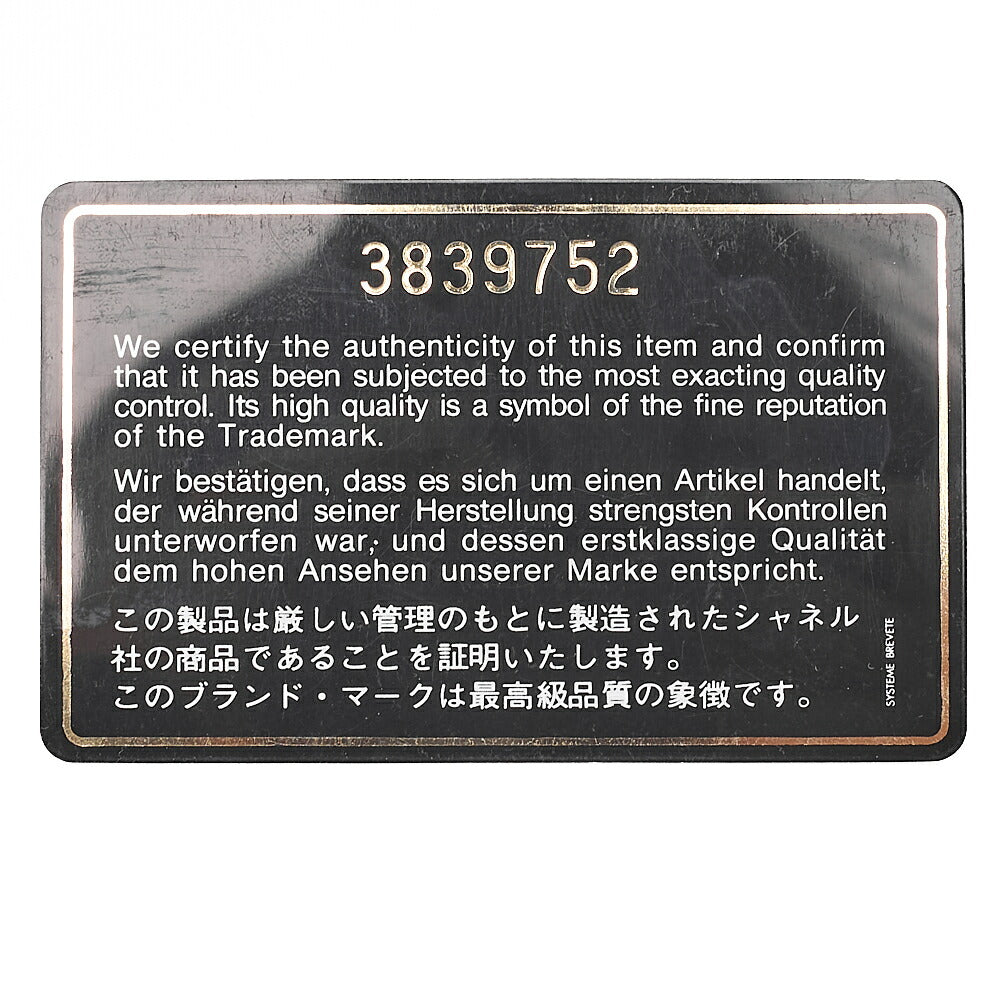 3839752
We certify the authenticity of this item and confirm
that it has been subjected to the most exacting quality
control. Its high quality is a symbol of the fine reputation
of the Trademark.
Wir bestätigen, dass es sich um einen Artikel handelt,
der während seiner Herstellung strengsten Kontrollen
unterworfen war; und dessen erstklassige Qualität
dem hohen Ansehen unserer Marke entspricht.
この製品は厳しい管理のもとに製造されたシャネル
社の商品であることを証明いたします。
このブランド・マークは最高級品質の象徴です。
SYSTEME BREVETE